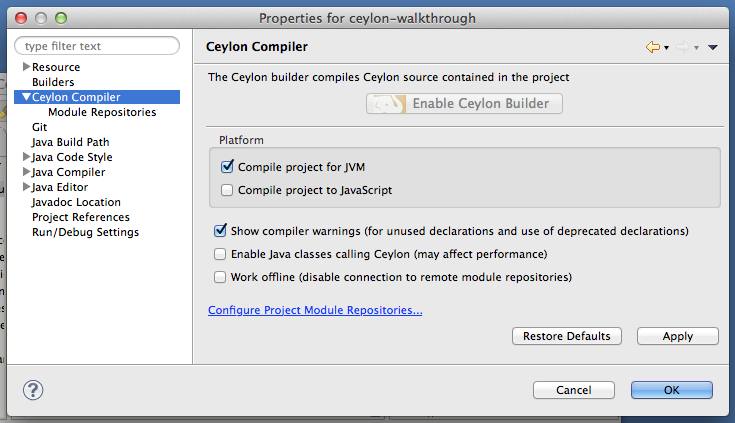 Properties for ceylon-walkthrough
type filter text
Resource
Builders
Ceylon Compiler
Module Repositories
Git
Java Build Path
Java Code Style
Java Compiler
Java Editor
Javadoc Location
Project References
Run/Debug Settings
Ceylon Compiler
The Ceylon builder compiles Ceylon source contained in the project
Enable Ceylon Builder
Platform
Compile project for JVM
Compile project to JavaScript
Show compiler warnings (for unused declarations and use of deprecated declarations)
Enable Java classes calling Ceylon (may affect performance)
Work offline (disable connection to remote module repositories)
Configure Project Module Repositories...
Restore Defaults
Apply
?
Cancel
OK